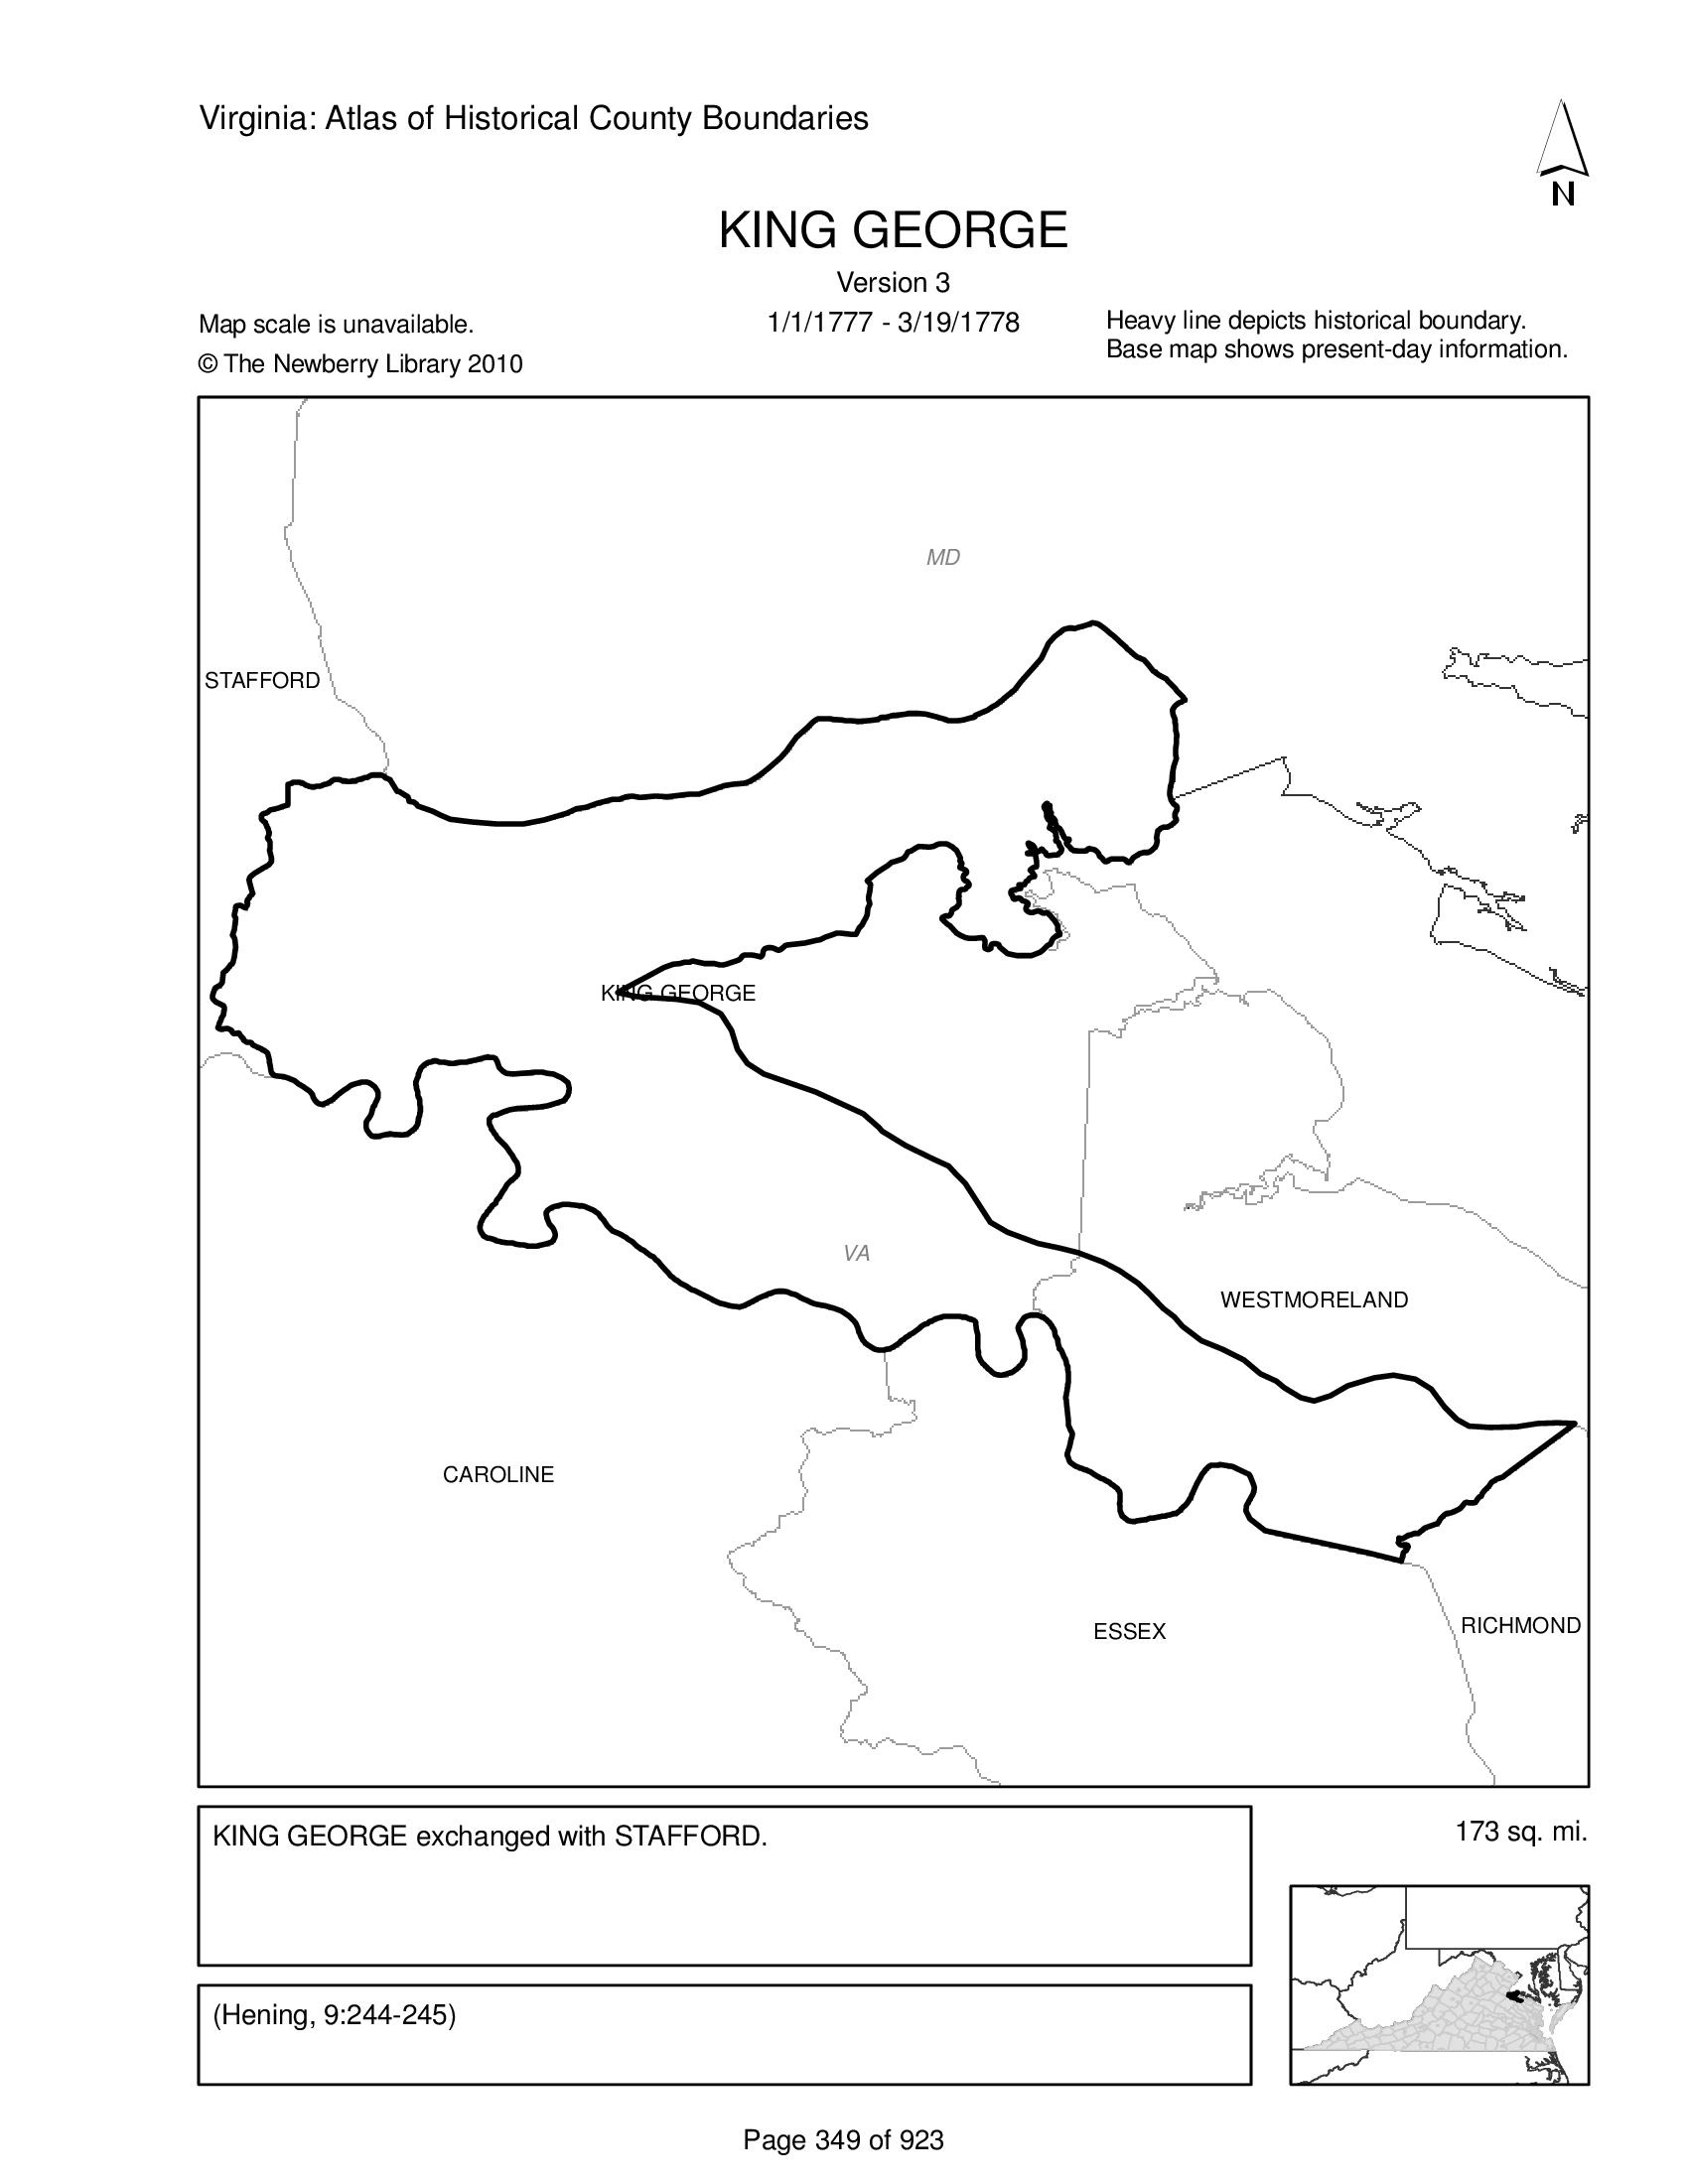 Virginia: Atlas of Historical County Boundaries
N
KING GEORGE
Version 3
Map scale is unavailable.
1/1/1777 - 3/19/1778
Heavy line depicts historical boundary.
© The Newberry Library 2010
Base map shows present-day information.
MD
STAFFORD
KING GEORGE
VA
WESTMORELAND
CAROLINE
ESSEX
RICHMOND
KING GEORGE exchanged with STAFFORD.
173 sq. mi.
(Hening, 9:244-245)
Page 349 of 923